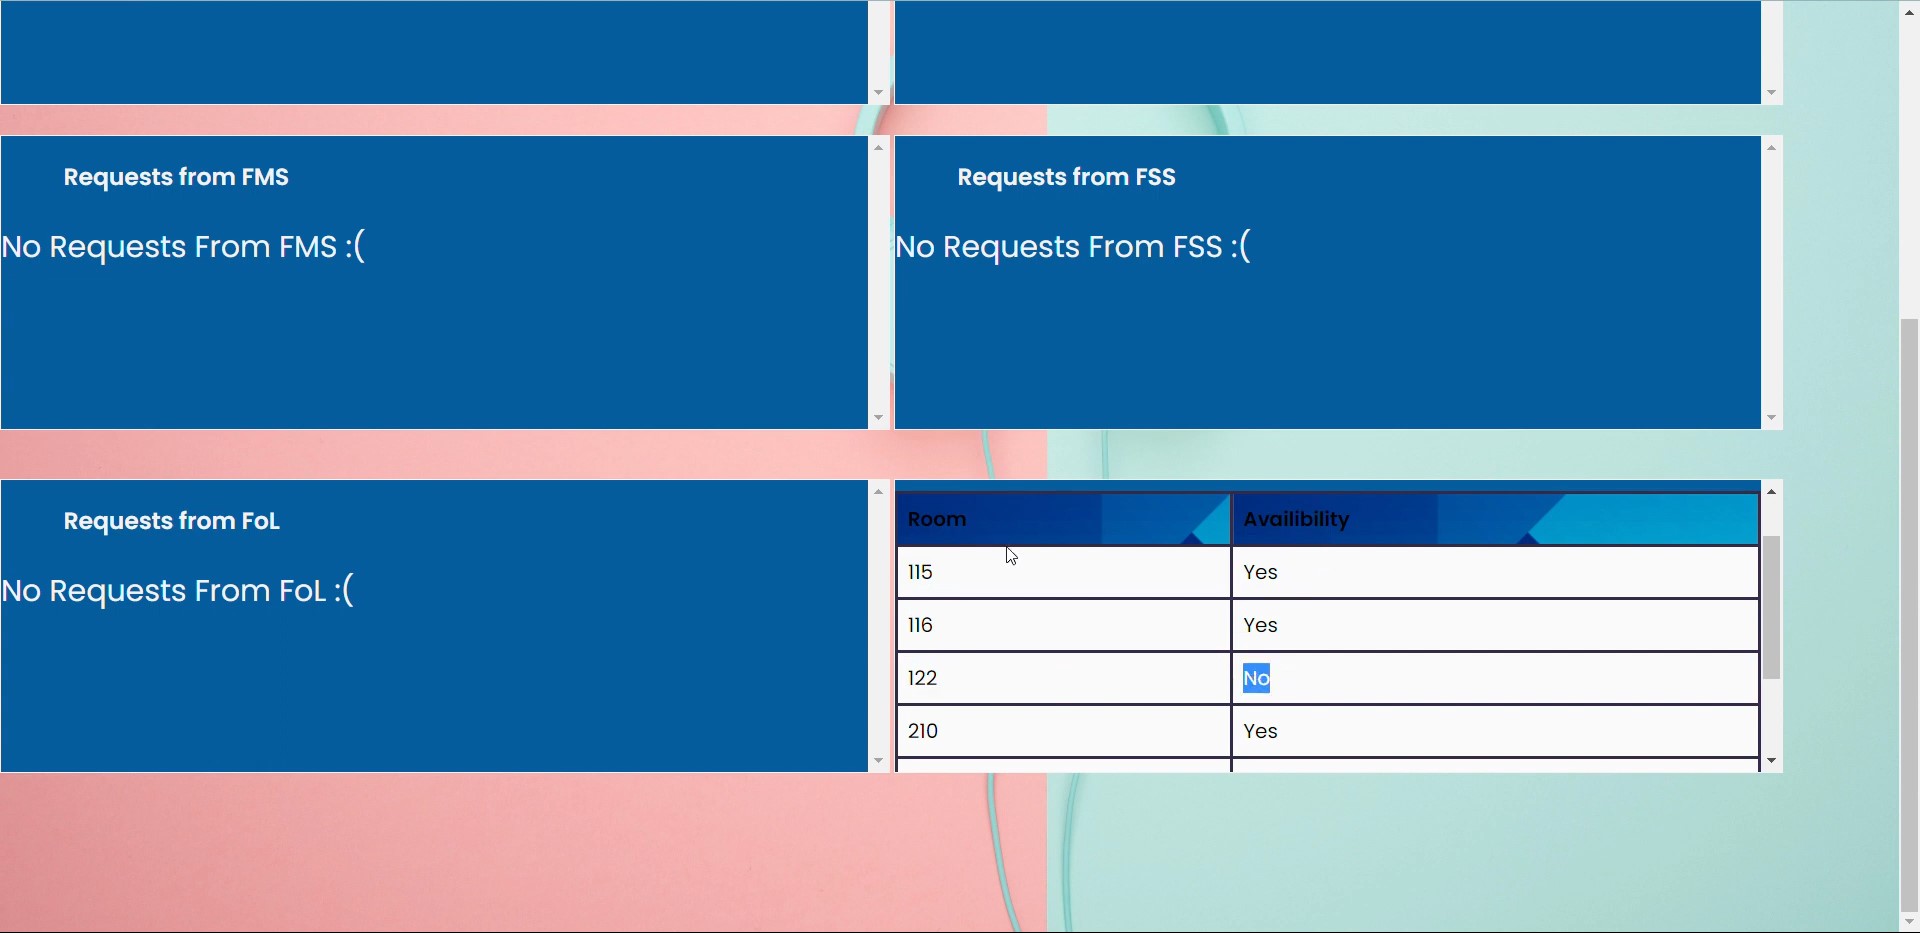 Requests from FMS
No Requests From FMS :(
Requests from FSS
No Requests From FSS :(
Requests from FoL
No Requests From FoL :(
Room Availibility
115 Yes
116 Yes
122 No
210 Yes